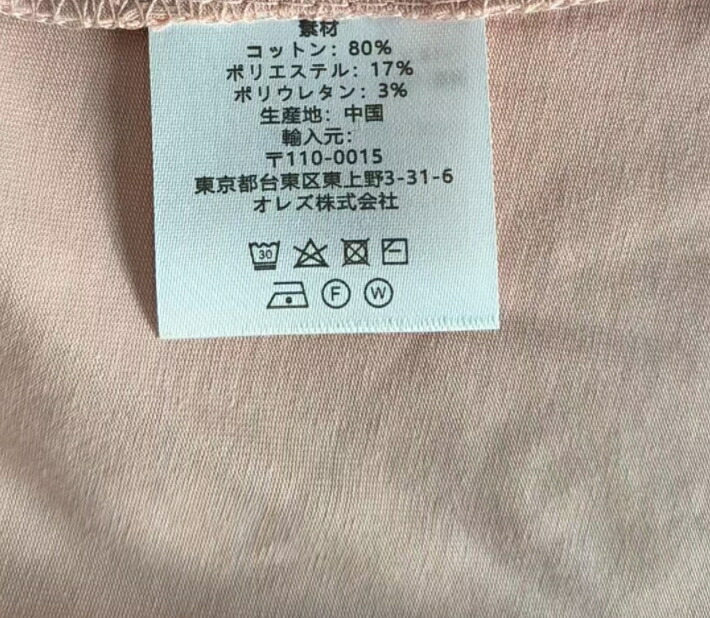 素材
コットン: 80%
ポリエステル: 17%
ポリウレタン: 3%
生産地: 中国
輸入元:
〒110-0015
東京都台東区東上野3-31-6
オレズ株式会社
30
F W